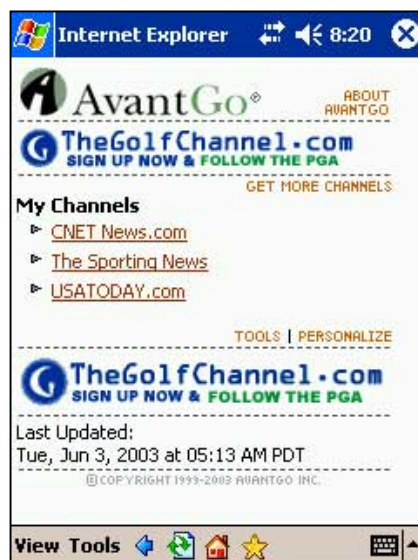 Internet Explorer 8:20
AvantGo®
ABOUT
AVANTGO
TheGolfChannel.com
SIGN UP NOW & FOLLOW THE PGA
GET MORE CHANNELS
My Channels
CNET News.com
The Sporting News
USATODAY.com
TOOLS | PERSONALIZE
TheGolfChannel.com
SIGN UP NOW & FOLLOW THE PGA
Last Updated:
Tue, Jun 3, 2003 at 05:13 AM PDT
©COPYRIGHT 1999-2003 AVANTGO INC.
View Tools